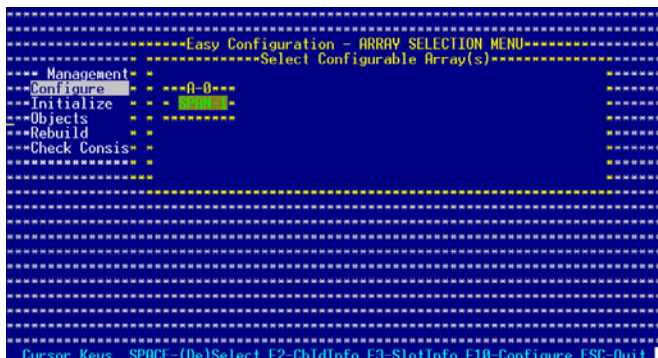 Easy Configuration - ARRAY SELECTION MENU
Select Configurable Array(s)
Management
Configure
A-0
Initialize
SPAN-1
Objects
Rebuild
Check Consis
Cursor Keys, SPACE-(De)Select F2-ChIdInfo F3-SlotInfo F10-Configure ESC-Quit